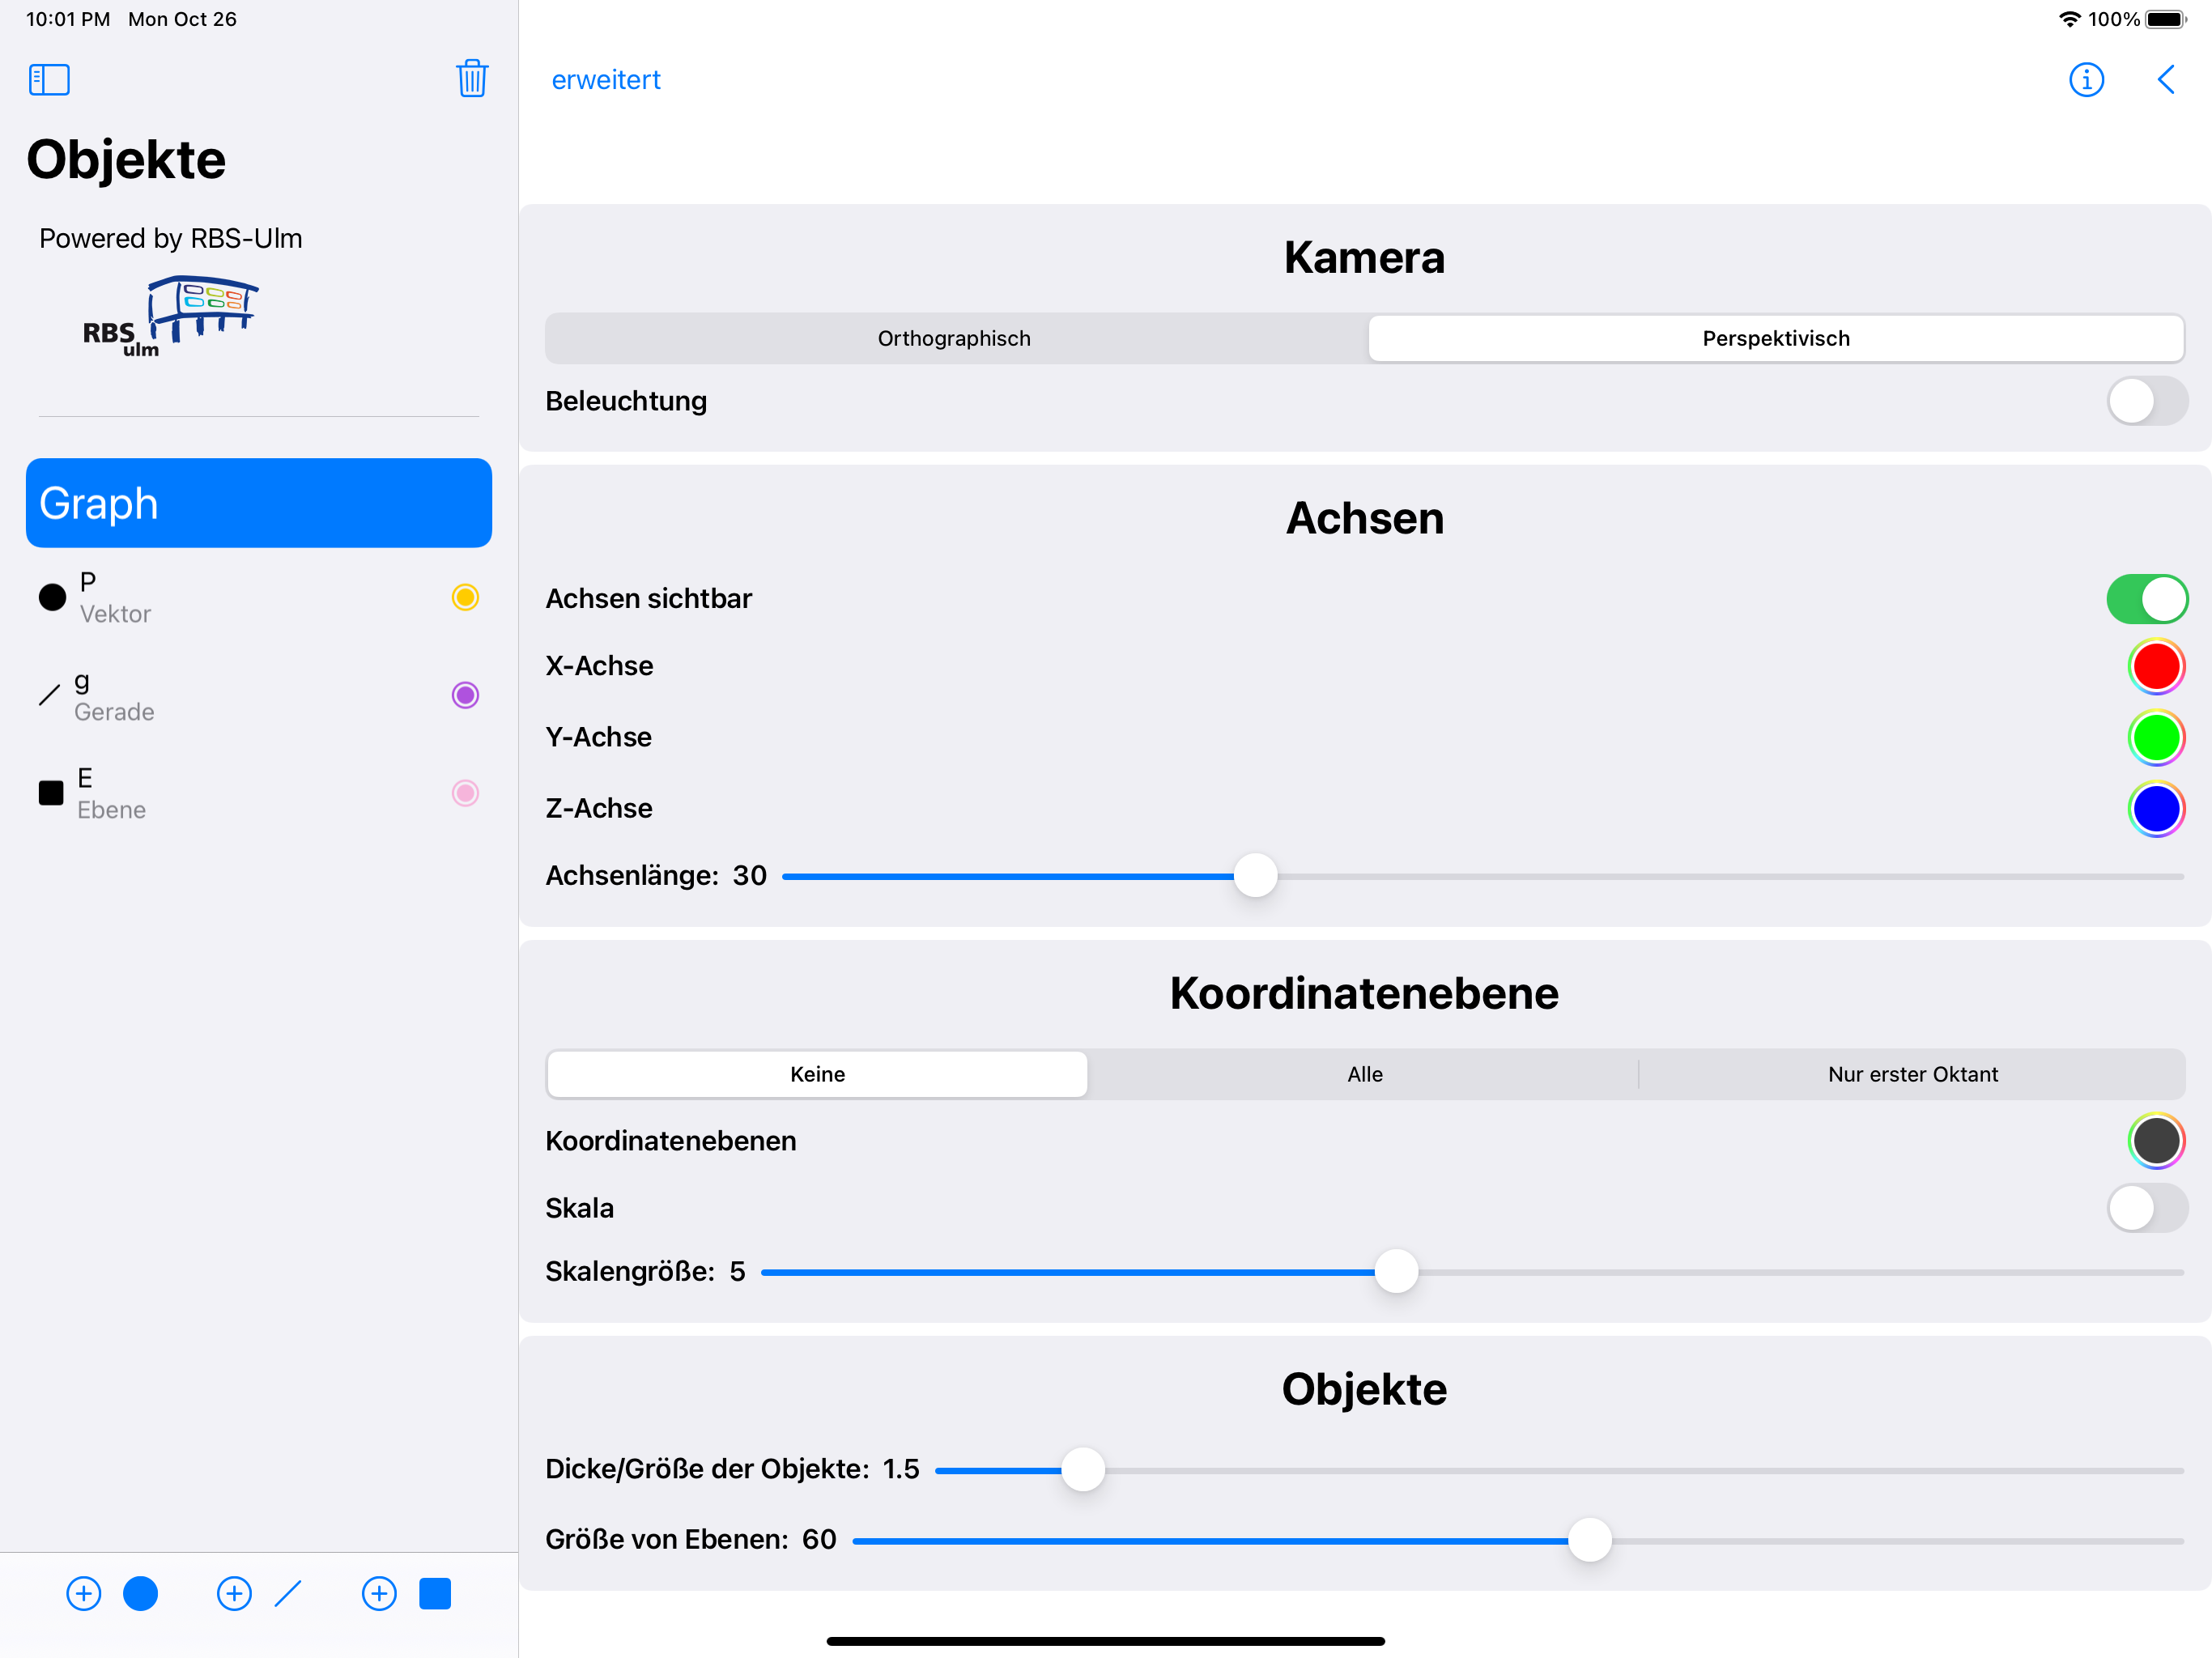 10:01 PM Mon Oct 26
100%
Objekte
Powered by RBS-Ulm
RBS
ulm
Graph
P
Vektor
g
Gerade
E
Ebene
erweitert
Kamera
Orthographisch Perspektivisch
Beleuchtung
Achsen
Achsen sichtbar
X-Achse
Y-Achse
Z-Achse
Achsenlänge: 30
Koordinatenebene
Keine Alle Nur erster Oktant
Koordinatenebenen
Skala
Skalengröße: 5
Objekte
Dicke/Größe der Objekte: 1.5
Größe von Ebenen: 60